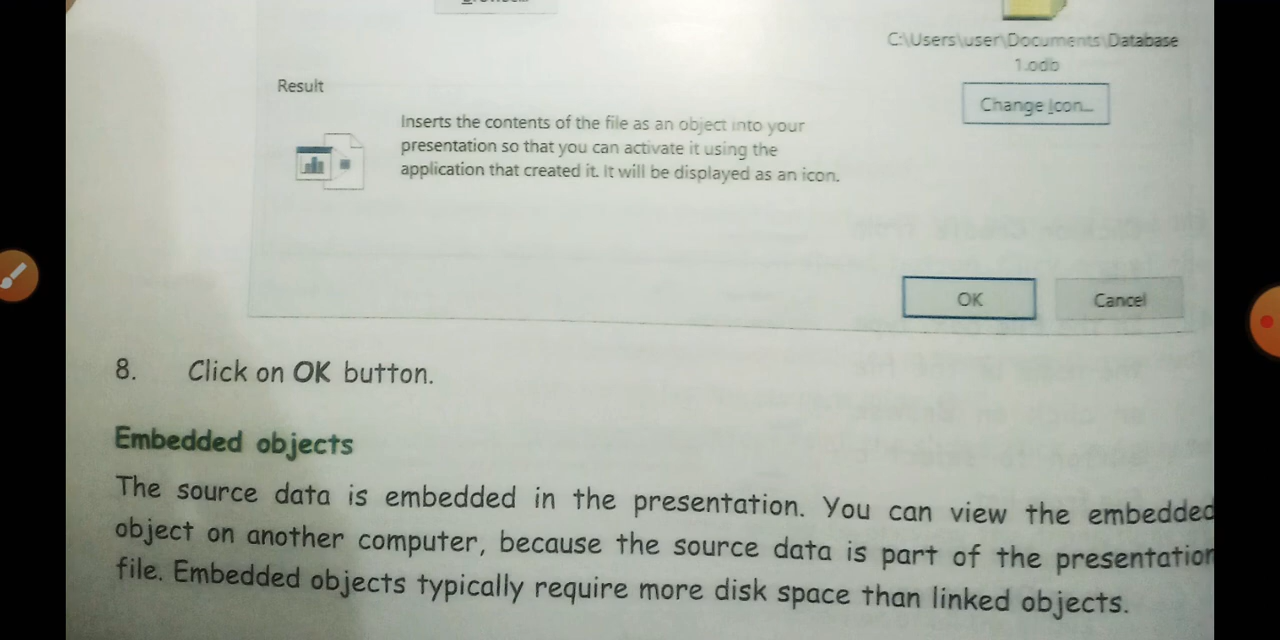 C:\Users\user\Documents\Database
1.odb
Result
Change Icon...
Inserts the contents of the file as an object into your
presentation so that you can activate it using the
application that created it. It will be displayed as an icon.
OK
Cancel
8. Click on OK button.
Embedded objects
The source data is embedded in the presentation. You can view the embedded
object on another computer, because the source data is part of the presentation
file. Embedded objects typically require more disk space than linked objects.